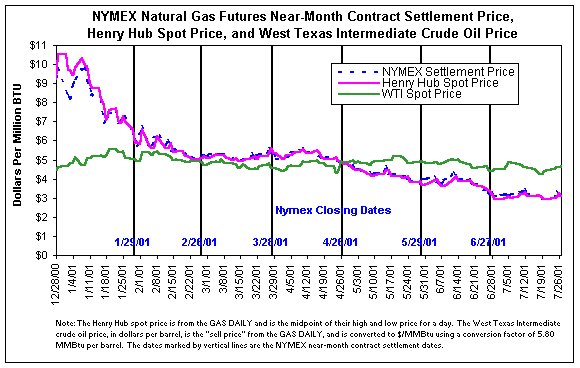 NYMEX Natural Gas Futures Near-Month Contract Settlement Price,
Henry Hub Spot Price, and West Texas Intermediate Crude Oil Price
Dollars Per Million BTU
$11
$10
$9
$8
$7
$6
$5
$4
$3
$2
$1
$0
NYMEX Settlement Price
Henry Hub Spot Price
WTI Spot Price
Nymex Closing Dates
1/29/01 2/26/01 3/28/01 4/26/01 5/29/01 6/27/01
12/28/00 1/4/01 1/11/01 1/18/01 1/25/01 2/1/01 2/8/01 2/15/01 2/22/01 3/1/01 3/8/01 3/15/01 3/22/01 3/29/01 4/5/01 4/12/01 4/19/01 4/26/01 5/3/01 5/10/01 5/17/01 5/24/01 5/31/01 6/7/01 6/14/01 6/21/01 6/28/01 7/5/01 7/12/01 7/19/01 7/26/01
Note: The Henry Hub spot price is from the GAS DAILY and is the midpoint of their high and low price for a day. The West Texas Intermediate
crude oil price, in dollars per barrel, is the "sell price" from the GAS DAILY, and is converted to $/MMBtu using a conversion factor of 5.80
MMBtu per barrel. The dates marked by vertical lines are the NYMEX near-month contract settlement dates.